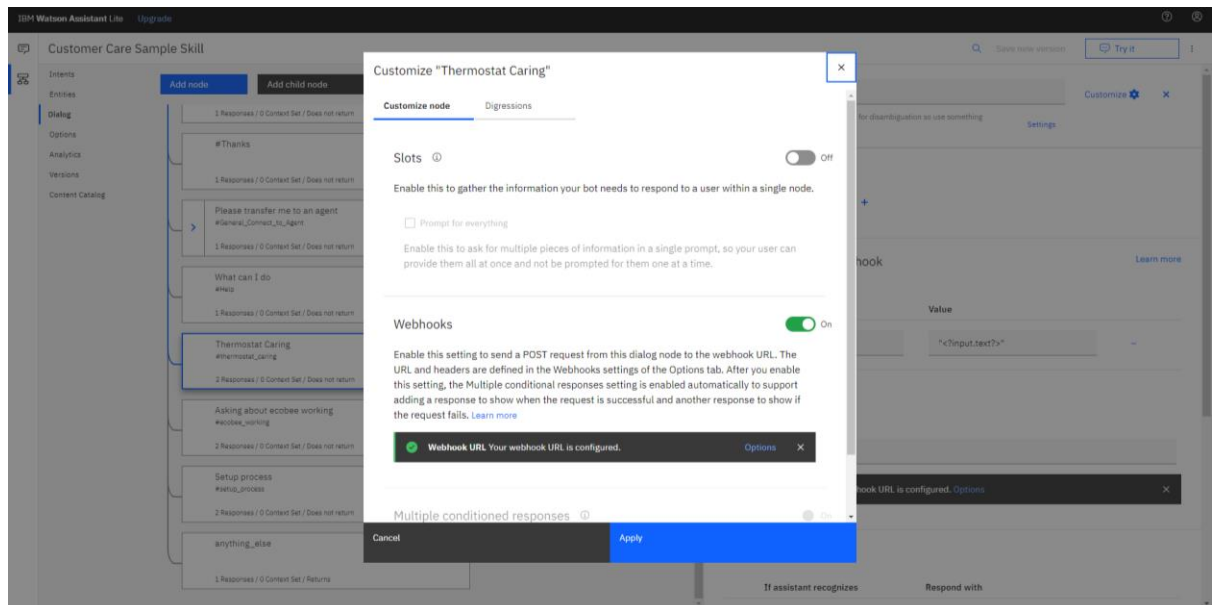 IBM Watson Assistant Lite Upgrade
Customer Care Sample Skill
Save new version
Try it
Intents
Entities
Dialog
Options
Analytics
Versions
Content Catalog
Add node
Add child node
1 Responses / 0 Context Set / Does not return
#Thanks
1 Responses / 0 Context Set / Does not return
Please transfer me to an agent
#General_Connect_to_Agent
1 Responses / 0 Context Set / Does not return
What can I do
#Help
1 Responses / 0 Context Set / Does not return
Thermostat Caring
#thermostat_caring
2 Responses / 0 Context Set / Does not return
Asking about ecobee working
#ecobee_working
2 Responses / 0 Context Set / Does not return
Setup process
#setup_process
2 Responses / 0 Context Set / Does not return
anything_else
1 Responses / 0 Context Set / Returns
Customize "Thermostat Caring"
Customize node
Digressions
Slots
Off
Enable this to gather the information your bot needs to respond to a user within a single node.
Prompt for everything
Enable this to ask for multiple pieces of information in a single prompt, so your user can
provide them all at once and not be prompted for them one at a time.
Webhooks
On
Enable this setting to send a POST request from this dialog node to the webhook URL. The
URL and headers are defined in the Webhooks settings of the Options tab. After you enable
this setting, the Multiple conditional responses setting is enabled automatically to support
adding a response to show when the request is successful and another response to show if
the request fails. Learn more
Webhook URL Your webhook URL is configured.
Options
Multiple conditioned responses
On
Cancel
Apply
Customize
for disambiguation so use something
Settings
hook
Learn more
Value
"<?input.text?>"
hook URL is configured. Options
If assistant recognizes
Respond with